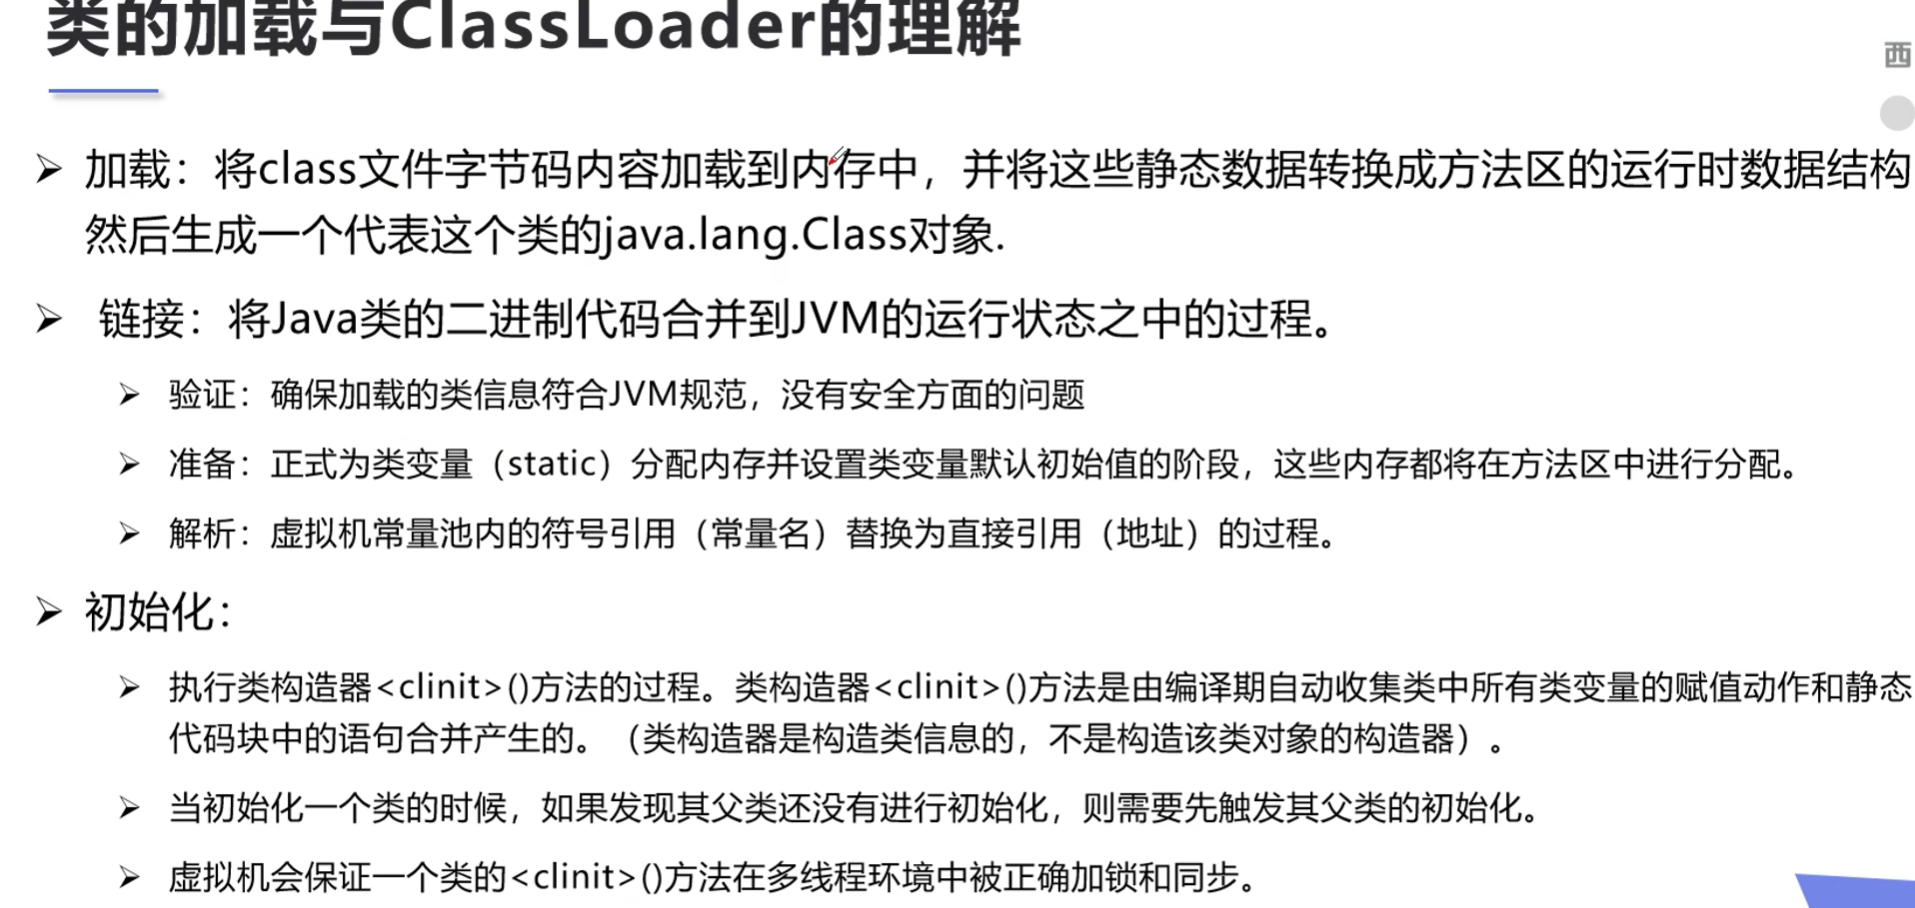 类的加载与ClassLoader的理解
西
加载：将class文件字节码内容加载到内存中，并将这些静态数据转换成方法区的运行时数据结构
然后生成一个代表这个类的java.lang.Class对象.
链接：将Java类的二进制代码合并到JVM的运行状态之中的过程。
验证：确保加载的类信息符合JVM规范，没有安全方面的问题
准备：正式为类变量（static）分配内存并设置类变量默认初始值的阶段，这些内存都将在方法区中进行分配。
解析：虚拟机常量池内的符号引用（常量名）替换为直接引用（地址）的过程。
初始化：
执行类构造器<clinit>()方法的过程。类构造器<clinit>()方法是由编译期自动收集类中所有类变量的赋值动作和静态
代码块中的语句合并产生的。（类构造器是构造类信息的，不是构造该类对象的构造器）。
当初始化一个类的时候，如果发现其父类还没有进行初始化，则需要先触发其父类的初始化。
虚拟机会保证一个类的<clinit>()方法在多线程环境中被正确加锁和同步。